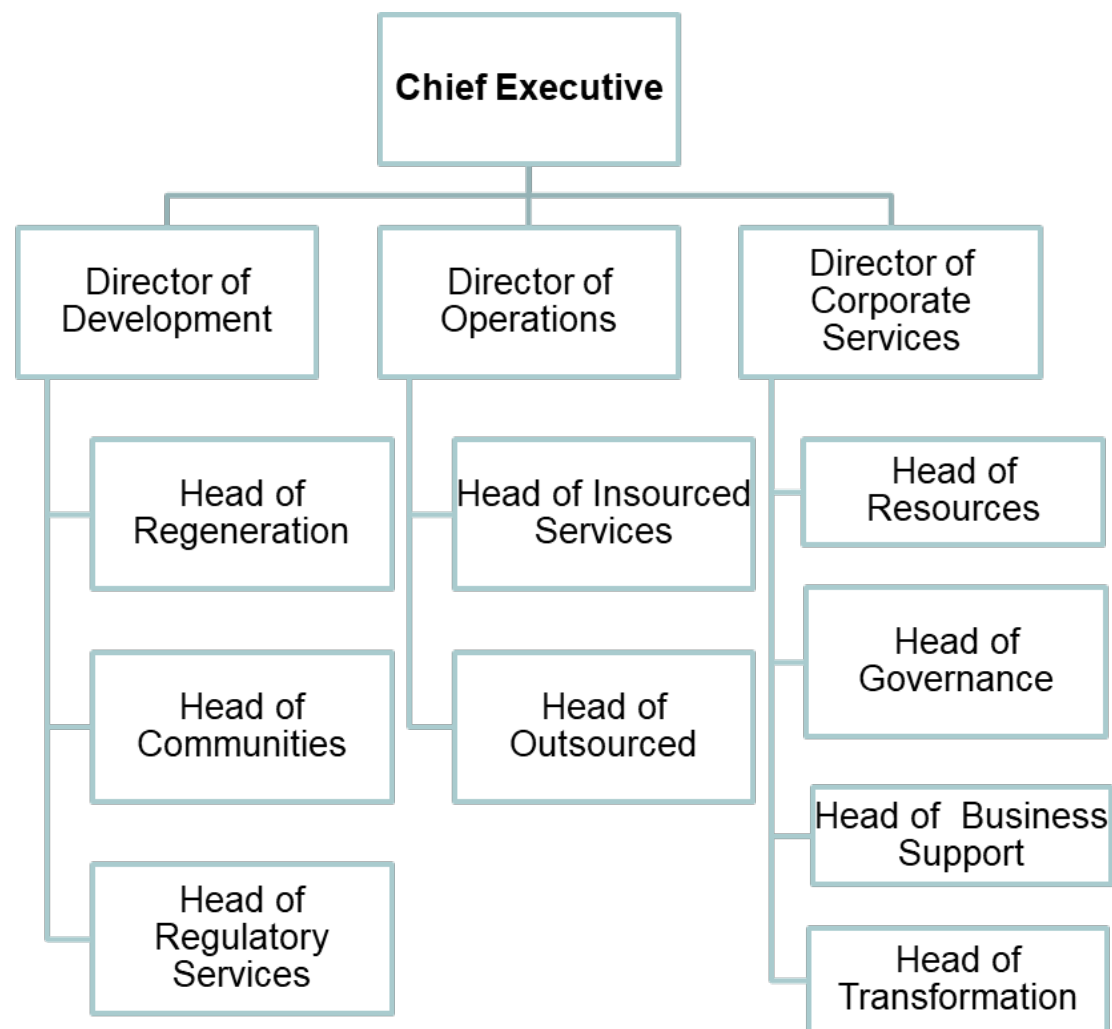 Chief Executive
Director of
Development
Director of
Operations
Director of
Corporate
Services
Head of
Regeneration
Head of
Communities
Head of
Regulatory
Services
Head of Insourced
Services
Head of
Outsourced
Head of
Resources
Head of
Governance
Head of  Business
Support
Head of
Transformation